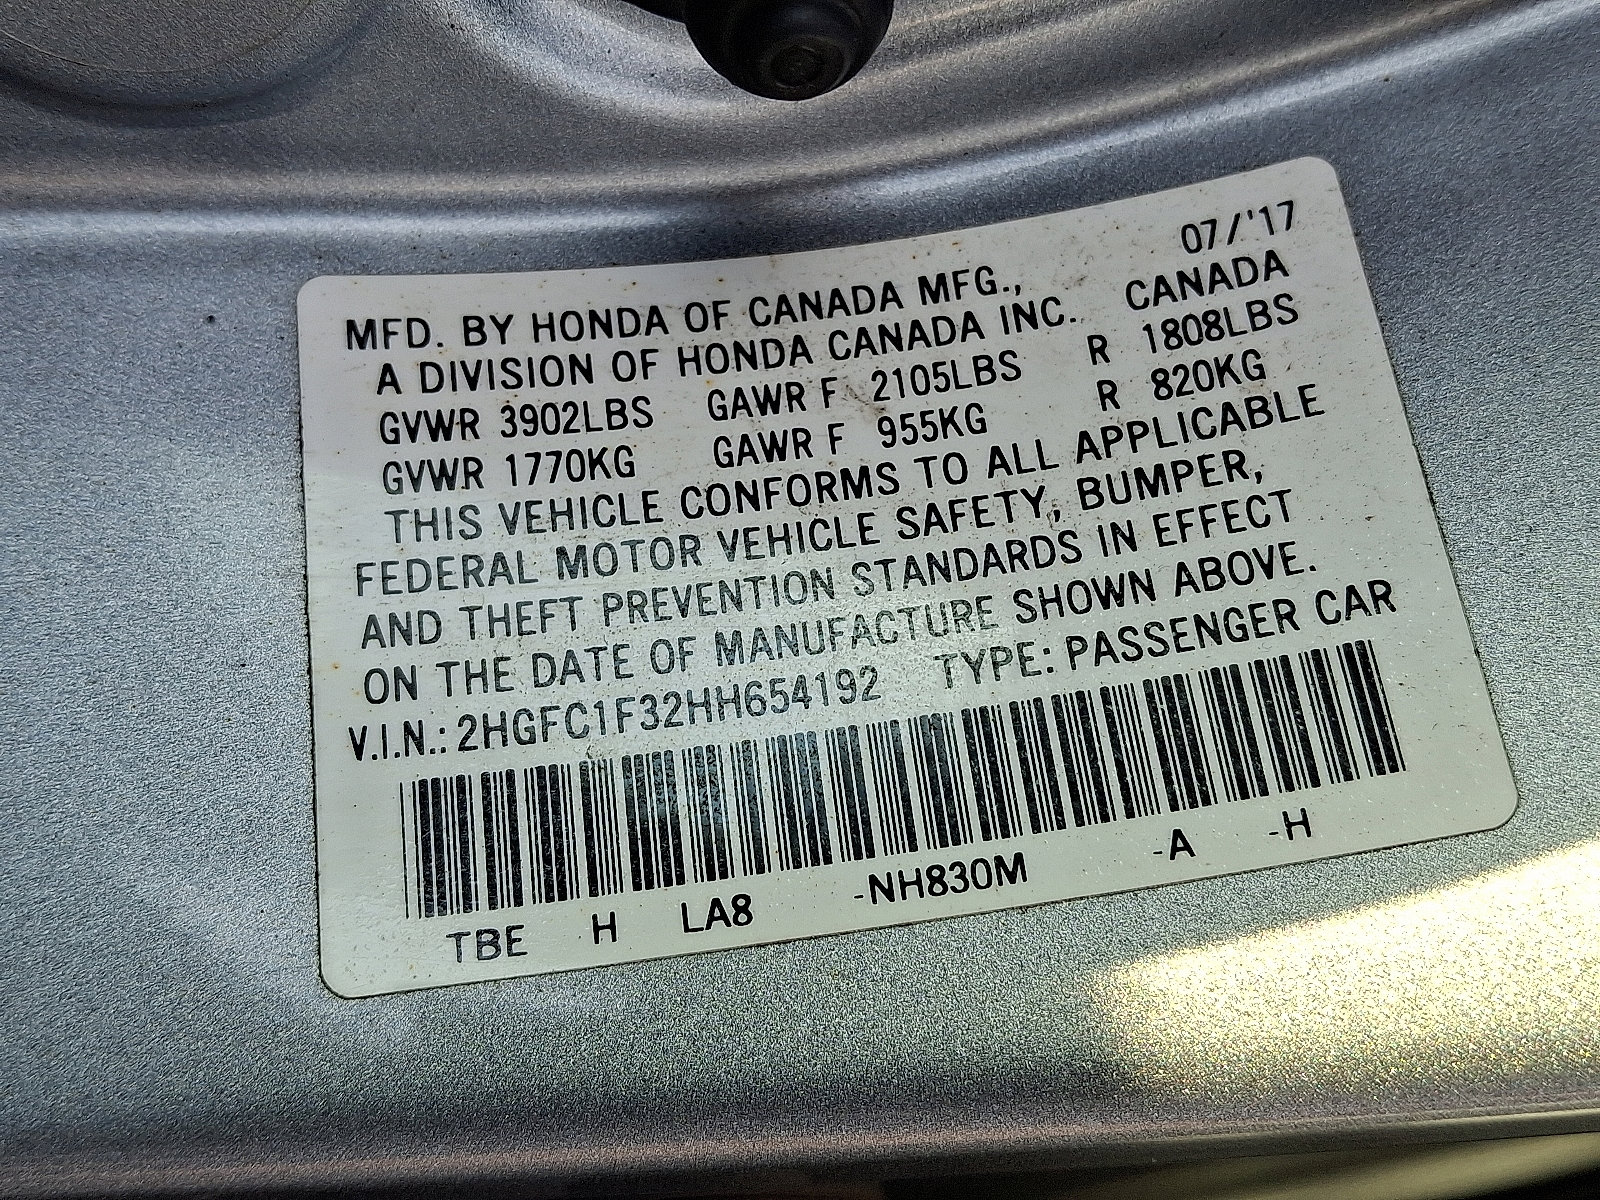 07/'17
MFD. BY HONDA OF CANADA MFG.,
A DIVISION OF HONDA CANADA INC. CANADA
GVWR 3902LBS GAWR F 2105LBS R 1808LBS
GVWR 1770KG GAWR F 955KG R 820KG
THIS VEHICLE CONFORMS TO ALL APPLICABLE
FEDERAL MOTOR VEHICLE SAFETY, BUMPER,
AND THEFT PREVENTION STANDARDS IN EFFECT
ON THE DATE OF MANUFACTURE SHOWN ABOVE.
V.I.N.: 2HGFC1F32HH654192 TYPE: PASSENGER CAR
TBE H LA8 -NH830M -A -H